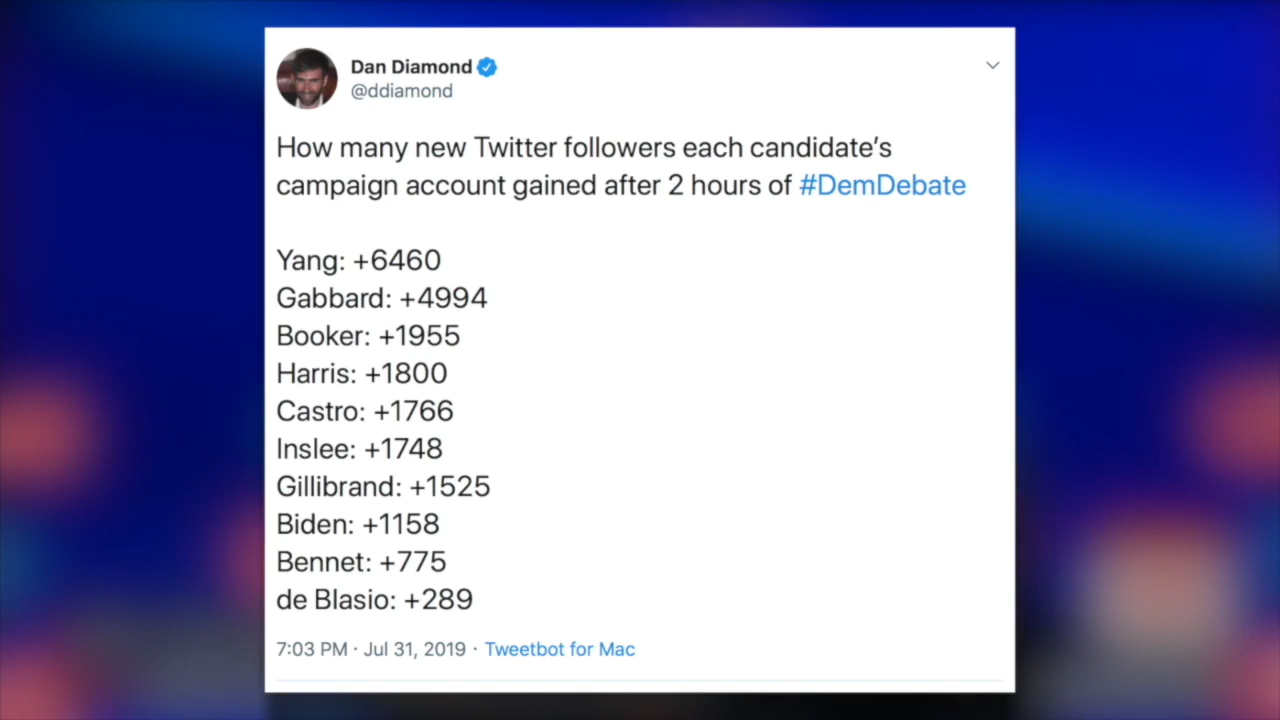 Dan Diamond
@ddiamond
How many new Twitter followers each candidate’s
campaign account gained after 2 hours of #DemDebate
Yang: +6460
Gabbard: +4994
Booker: +1955
Harris: +1800
Castro: +1766
Inslee: +1748
Gillibrand: +1525
Biden: +1158
Bennet: +775
de Blasio: +289
7:03 PM · Jul 31, 2019 · Tweetbot for Mac